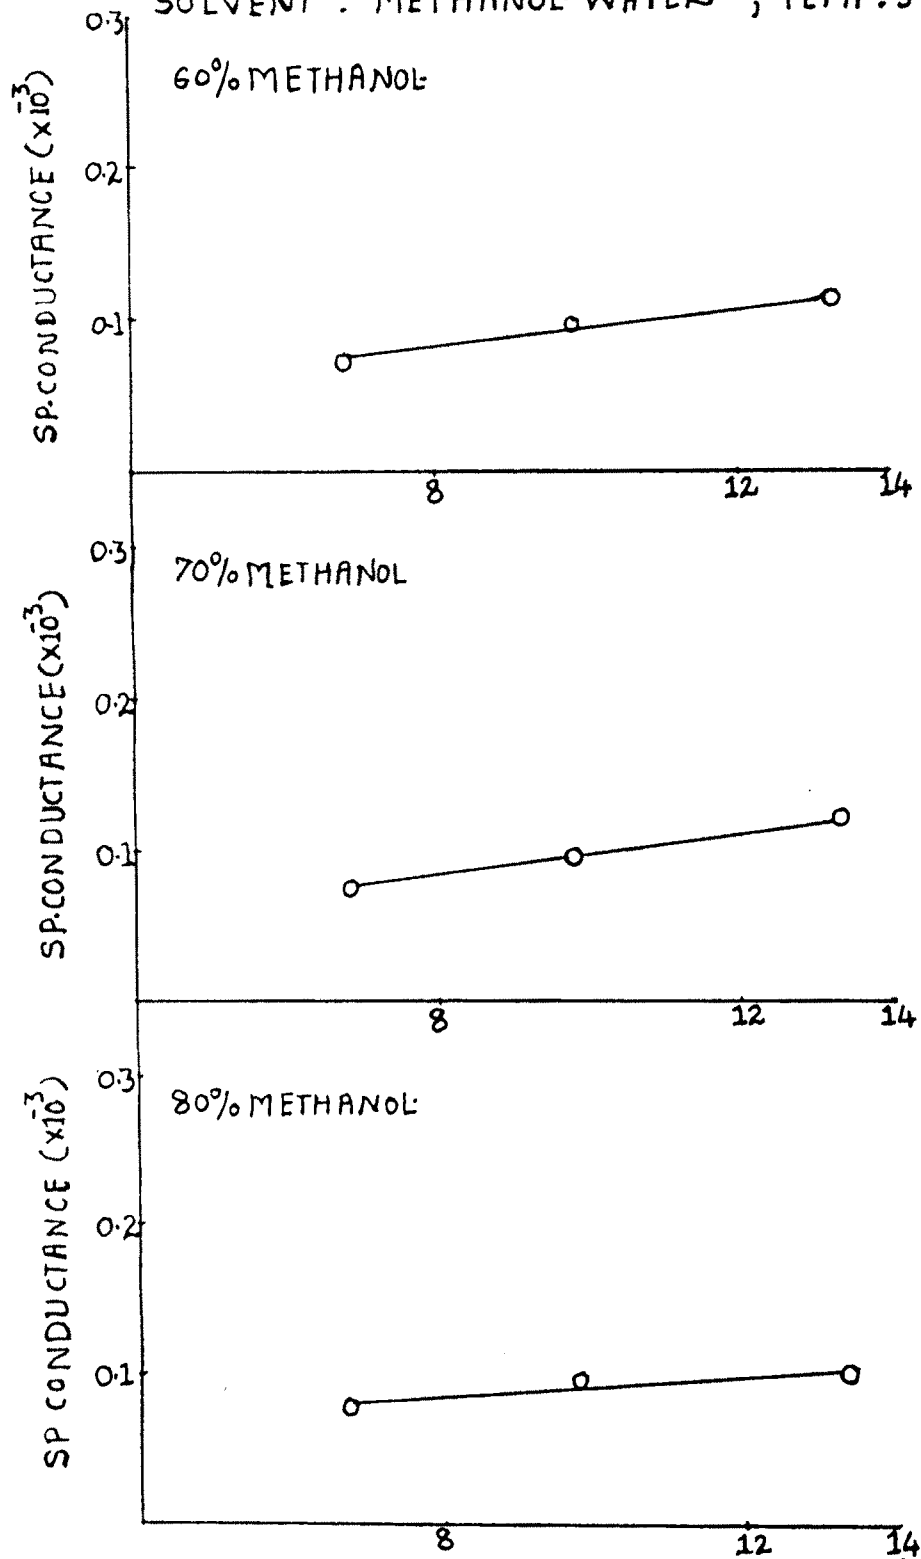 SOLVENT : METHANOL WATER ; TEMP.:
0.3
60% METHANOL
SP. CONDUCTANCE (x10⁻³)
0.2
0.1
8 12 14
0.3
70% METHANOL
SP. CONDUCTANCE (x10⁻³)
0.2
0.1
8 12 14
0.3
80% METHANOL
SP CONDUCTANCE (x10⁻³)
0.2
0.1
8 12 14